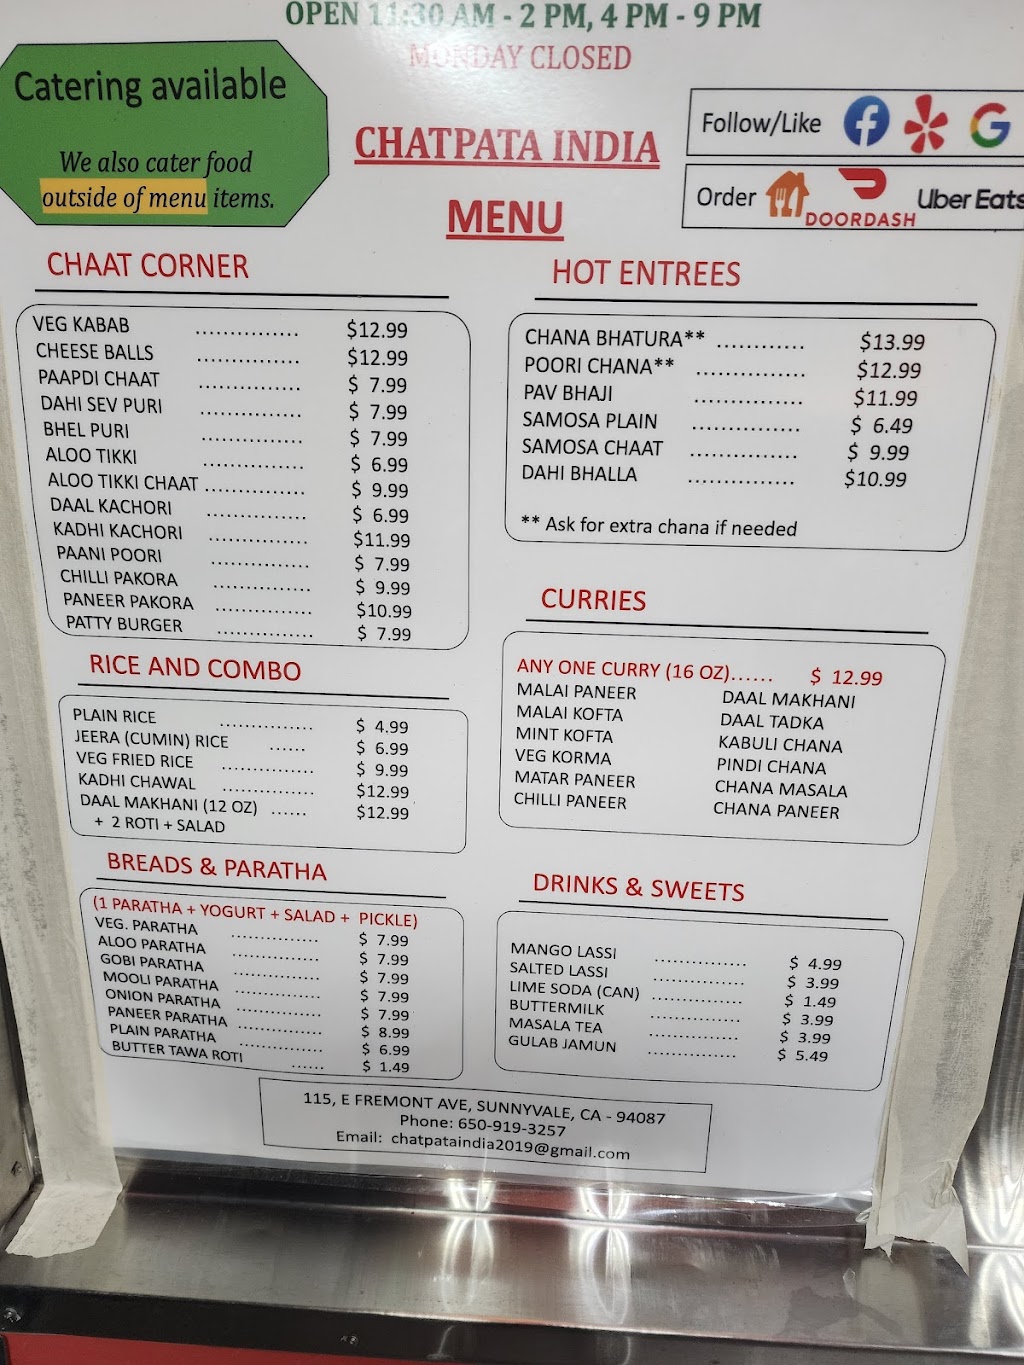 OPEN 11:30 AM - 2 PM, 4 PM - 9 PM
MONDAY CLOSED
Catering available
We also cater food
outside of menu items.
Follow/Like
Order DOORDASH Uber Eats
CHATPATA INDIA
MENU
CHAAT CORNER
VEG KABAB ............... $12.99
CHEESE BALLS ............... $12.99
PAAPDI CHAAT ............... $ 7.99
DAHI SEV PURI ............... $ 7.99
BHEL PURI ............... $ 7.99
ALOO TIKKI ............... $ 6.99
ALOO TIKKI CHAAT ............... $ 9.99
DAAL KACHORI ............... $ 6.99
KADHI KACHORI ............... $11.99
PAANI POORI ............... $ 7.99
CHILLI PAKORA ............... $ 9.99
PANEER PAKORA ............... $10.99
PATTY BURGER ............... $ 7.99
RICE AND COMBO
PLAIN RICE ............... $ 4.99
JEERA (CUMIN) RICE ...... $ 6.99
VEG FRIED RICE ............... $ 9.99
KADHI CHAWAL ............... $12.99
DAAL MAKHANI (12 OZ) ...... $12.99
+ 2 ROTI + SALAD
BREADS & PARATHA
(1 PARATHA + YOGURT + SALAD + PICKLE)
VEG. PARATHA ............... $ 7.99
ALOO PARATHA ............... $ 7.99
GOBI PARATHA ............... $ 7.99
MOOLI PARATHA ............... $ 7.99
ONION PARATHA ............... $ 7.99
PANEER PARATHA ............... $ 8.99
PLAIN PARATHA ............... $ 6.99
BUTTER TAWA ROTI ...... $ 1.49
HOT ENTREES
CHANA BHATURA** ............ $13.99
POORI CHANA** ............... $12.99
PAV BHAJI ............... $11.99
SAMOSA PLAIN ............... $ 6.49
SAMOSA CHAAT ............... $ 9.99
DAHI BHALLA ............... $10.99
** Ask for extra chana if needed
CURRIES
ANY ONE CURRY (16 OZ)...... $ 12.99
MALAI PANEER DAAL MAKHANI
MALAI KOFTA DAAL TADKA
MINT KOFTA KABULI CHANA
VEG KORMA PINDI CHANA
MATAR PANEER CHANA MASALA
CHILLI PANEER CHANA PANEER
DRINKS & SWEETS
MANGO LASSI ............... $ 4.99
SALTED LASSI ............... $ 3.99
LIME SODA (CAN) ............... $ 1.49
BUTTERMILK ............... $ 3.99
MASALA TEA ............... $ 3.99
GULAB JAMUN ............... $ 5.49
115, E FREMONT AVE, SUNNYVALE, CA - 94087
Phone: 650-919-3257
Email: chatpataindia2019@gmail.com